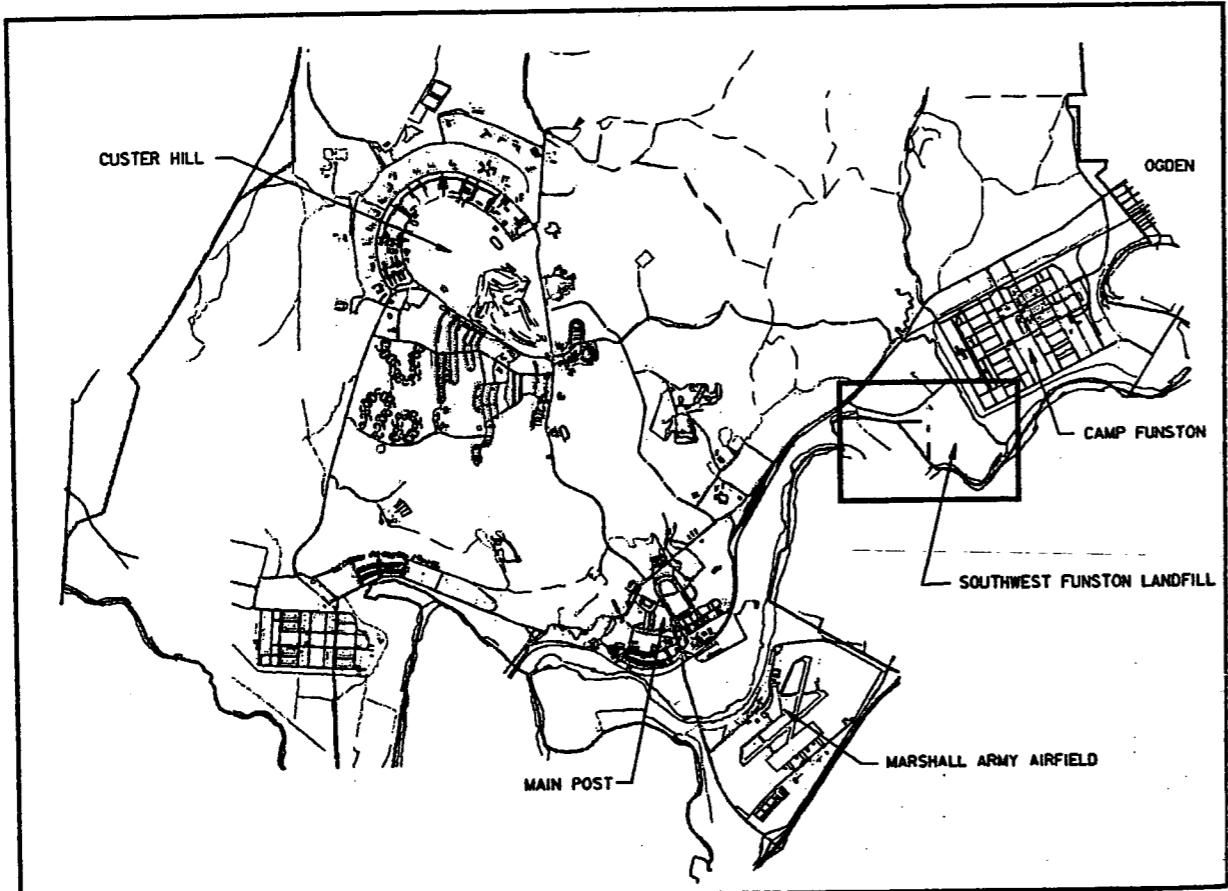 CUSTER HILL
OGDEN
CAMP FUNSTON
SOUTHWEST FUNSTON LANDFILL
MARSHALL ARMY AIRFIELD
MAIN POST